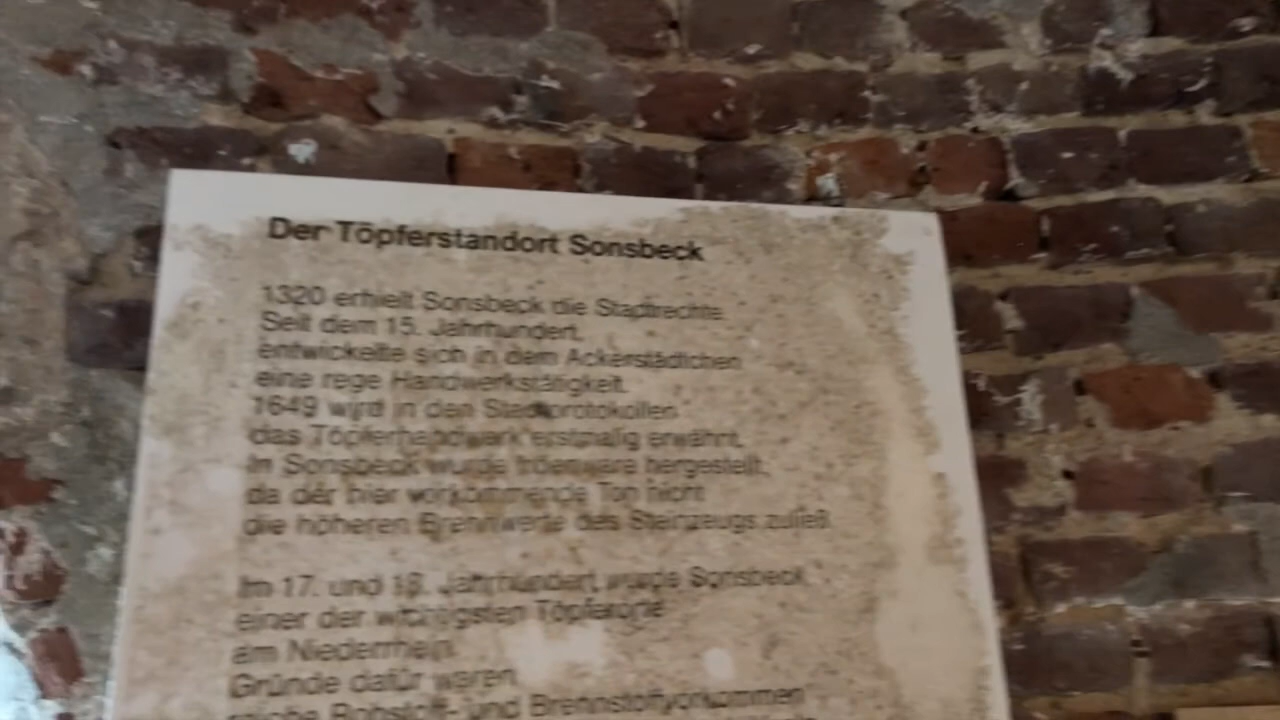 Der Töpferstandort Sonsbeck
1320 erhielt Sonsbeck die Stadtrechte.
Seit dem 15. Jahrhundert
entwickelte sich in dem Ackerstädtchen
eine rege Handwerkstätigkeit.
1649 wird in den Stadtprotokollen
das Töpferhandwerk erstmalig erwähnt.
In Sonsbeck wurde Irdenware hergestellt,
da der hier vorkommende Ton nicht
die höheren Brennwerte des Steinzeugs zuließ.
Im 17. und 18. Jahrhundert wurde Sonsbeck
einer der wichtigsten Töpferorte
am Niederrhein.
Gründe dafür waren
reiche Rohstoff- und Brennstoffvorkommen